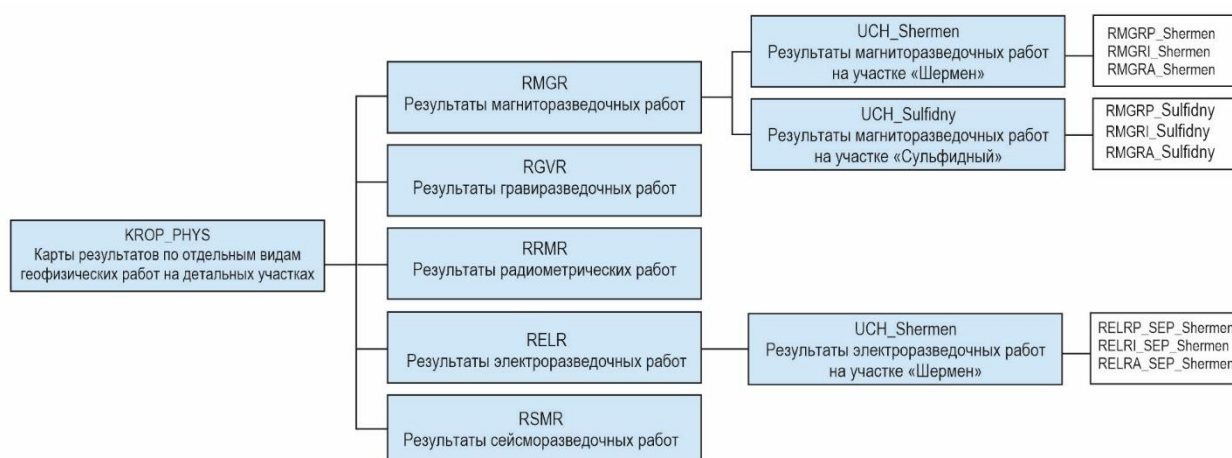 KROP_PHYS
Карты результатов по отдельным видам
геофизических работ на детальных участках
RMGR
Результаты магниторазведочных работ
RGVR
Результаты гравиразведочных работ
RRMR
Результаты радиометрических работ
RELR
Результаты электроразведочных работ
RSMR
Результаты сейсморазведочных работ
UCH_Shermen
Результаты магниторазведочных работ
на участке «Шермен»
UCH_Sulfidny
Результаты магниторазведочных работ
на участке «Сульфидный»
UCH_Shermen
Результаты электроразведочных работ
на участке «Шермен»
RMGRP_Shermen
RMGRI_Shermen
RMGRA_Shermen
RMGRP_Sulfidny
RMGRI_Sulfidny
RMGRA_Sulfidny
RELRP_SEP_Shermen
RELRI_SEP_Shermen
RELRA_SEP_Shermen